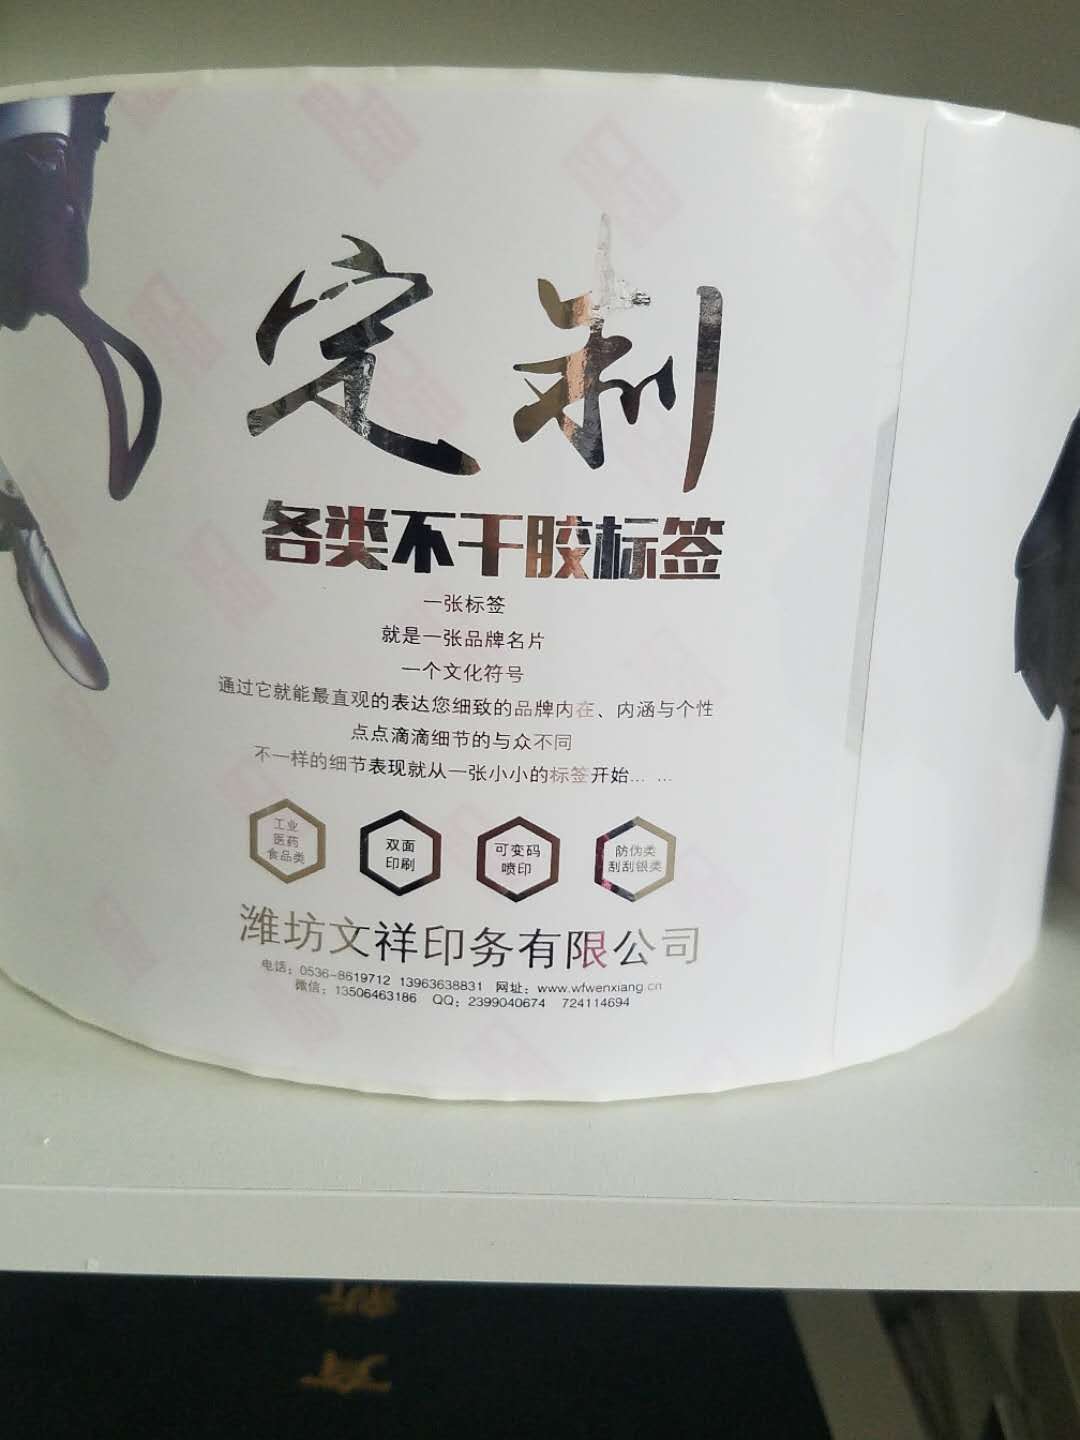 定制
各类不干胶标签
一张标签
就是一张品牌名片
一个文化符号
通过它就能最直观的表达您细致的品牌内在、内涵与个性
点点滴滴细节的与众不同
不一样的细节表现就从一张小小的标签开始... ...
工业
医药
食品类
双面
印刷
可变码
喷印
防伪类
刮刮银类
潍坊文祥印务有限公司
电话：0536-8619712 13963638831 网址：www.wfwenxiang.cn
微信：13506463186 QQ：2399040674 724114694